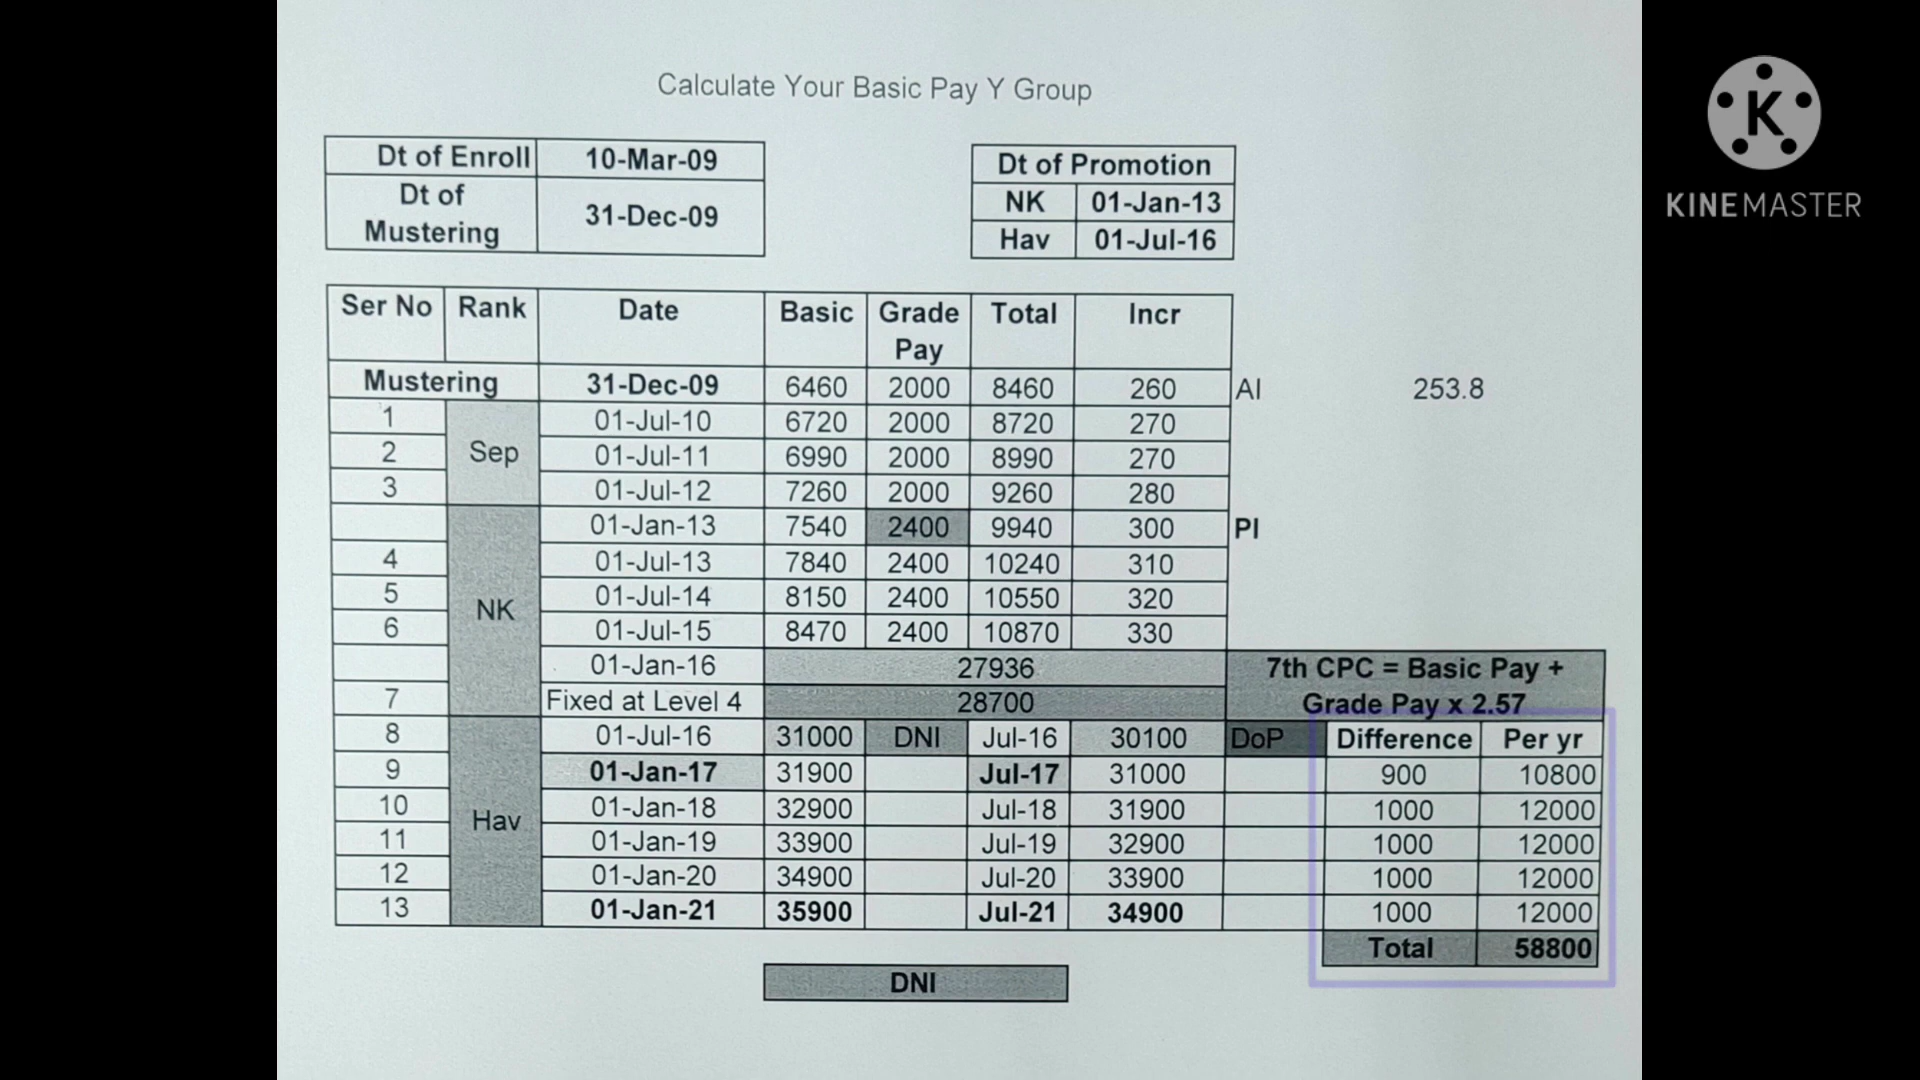 Calculate Your Basic Pay Y Group
Dt of Enroll 10-Mar-09
Dt of Mustering 31-Dec-09
Dt of Promotion
NK 01-Jan-13
Hav 01-Jul-16
Ser No Rank Date Basic Grade Pay Total Incr
Mustering 31-Dec-09 6460 2000 8460 260 AI 253.8
1 Sep 01-Jul-10 6720 2000 8720 270
2 01-Jul-11 6990 2000 8990 270
3 01-Jul-12 7260 2000 9260 280
NK 01-Jan-13 7540 2400 9940 300 PI
4 01-Jul-13 7840 2400 10240 310
5 01-Jul-14 8150 2400 10550 320
6 01-Jul-15 8470 2400 10870 330
01-Jan-16 27936 7th CPC = Basic Pay +
7 Fixed at Level 4 28700 Grade Pay x 2.57
8 Hav 01-Jul-16 31000 DNI Jul-16 30100 DoP Difference Per yr
9 01-Jan-17 31900 Jul-17 31000 900 10800
10 01-Jan-18 32900 Jul-18 31900 1000 12000
11 01-Jan-19 33900 Jul-19 32900 1000 12000
12 01-Jan-20 34900 Jul-20 33900 1000 12000
13 01-Jan-21 35900 Jul-21 34900 1000 12000
Total 58800
DNI
K
KINEMASTER